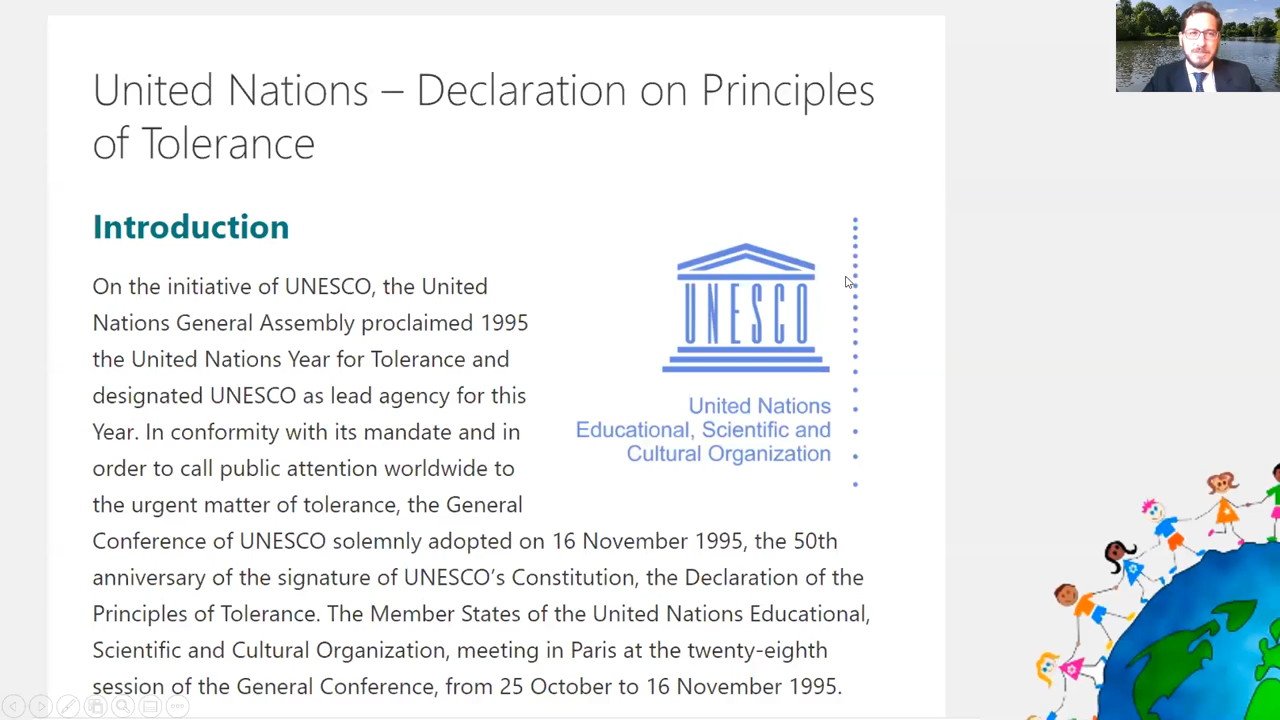 United Nations – Declaration on Principles
of Tolerance
Introduction
On the initiative of UNESCO, the United
Nations General Assembly proclaimed 1995
the United Nations Year for Tolerance and
designated UNESCO as lead agency for this
Year. In conformity with its mandate and in
order to call public attention worldwide to
the urgent matter of tolerance, the General
Conference of UNESCO solemnly adopted on 16 November 1995, the 50th
anniversary of the signature of UNESCO’s Constitution, the Declaration of the
Principles of Tolerance. The Member States of the United Nations Educational,
Scientific and Cultural Organization, meeting in Paris at the twenty-eighth
session of the General Conference, from 25 October to 16 November 1995.
UNESCO
United Nations
Educational, Scientific and
Cultural Organization